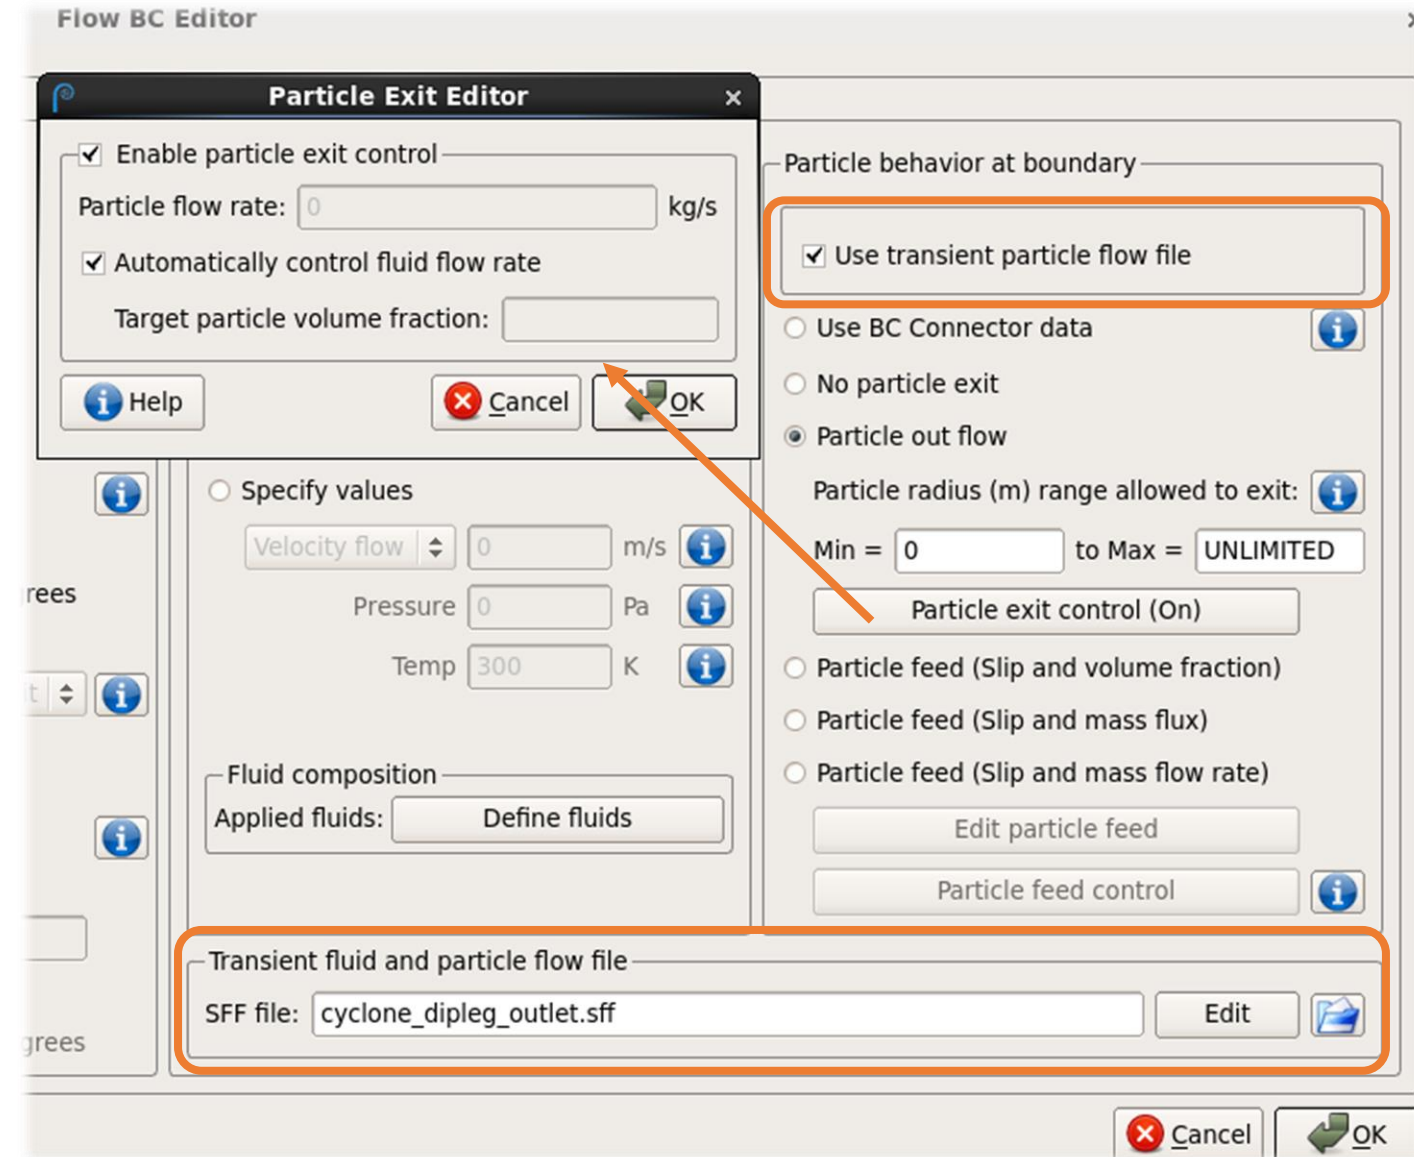 Flow BC Editor
Particle Exit Editor
Enable particle exit control
Particle flow rate: 0 kg/s
Automatically control fluid flow rate
Target particle volume fraction:
Help Cancel OK
Particle behavior at boundary
Use transient particle flow file
Use BC Connector data
No particle exit
Particle out flow
Particle radius (m) range allowed to exit:
Min = 0 to Max = UNLIMITED
Particle exit control (On)
Particle feed (Slip and volume fraction)
Particle feed (Slip and mass flux)
Particle feed (Slip and mass flow rate)
Edit particle feed
Particle feed control
Specify values
Velocity flow 0 m/s
Pressure 0 Pa
Temp 300 K
Fluid composition
Applied fluids: Define fluids
rees
t
grees
Transient fluid and particle flow file
SFF file: cyclone_dipleg_outlet.sff Edit
Cancel OK